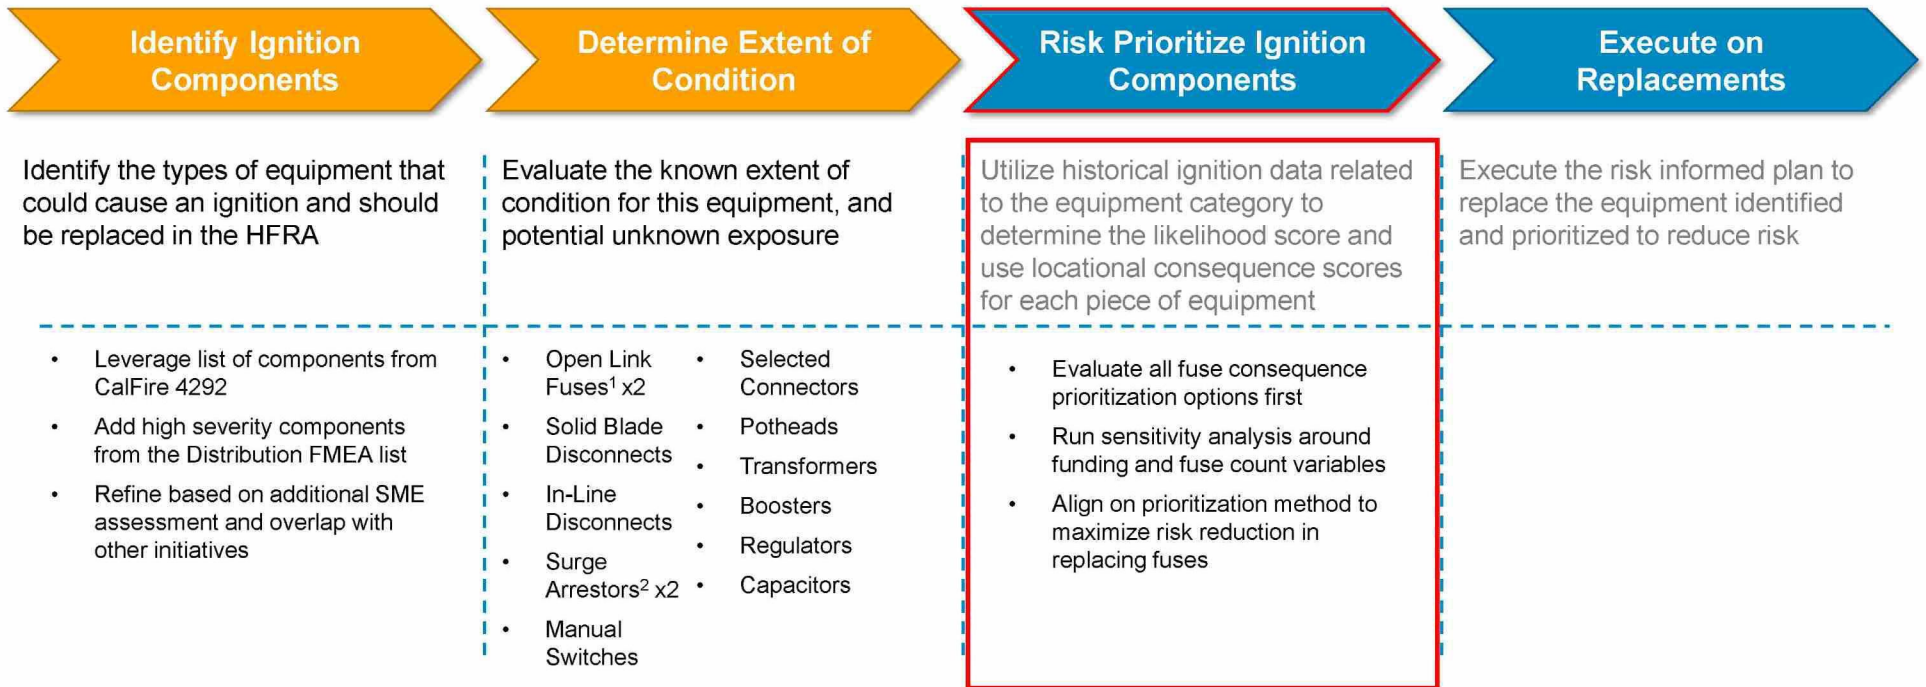 Identify Ignition
Components
Determine Extent of
Condition
Risk Prioritize Ignition
Components
Execute on
Replacements
Identify the types of equipment that
could cause an ignition and should
be replaced in the HFRA
Evaluate the known extent of
condition for this equipment, and
potential unknown exposure
Utilize historical ignition data related
to the equipment category to
determine the likelihood score and
use locational consequence scores
for each piece of equipment
Execute the risk informed plan to
replace the equipment identified
and prioritized to reduce risk
• Leverage list of components from
CalFire 4292
• Add high severity components
from the Distribution FMEA list
• Refine based on additional SME
assessment and overlap with
other initiatives
• Open Link
Fuses¹ x2
• Solid Blade
Disconnects
• In-Line
Disconnects
• Surge
Arrestors² x2
• Manual
Switches
• Selected
Connectors
• Potheads
• Transformers
• Boosters
• Regulators
• Capacitors
• Evaluate all fuse consequence
prioritization options first
• Run sensitivity analysis around
funding and fuse count variables
• Align on prioritization method to
maximize risk reduction in
replacing fuses